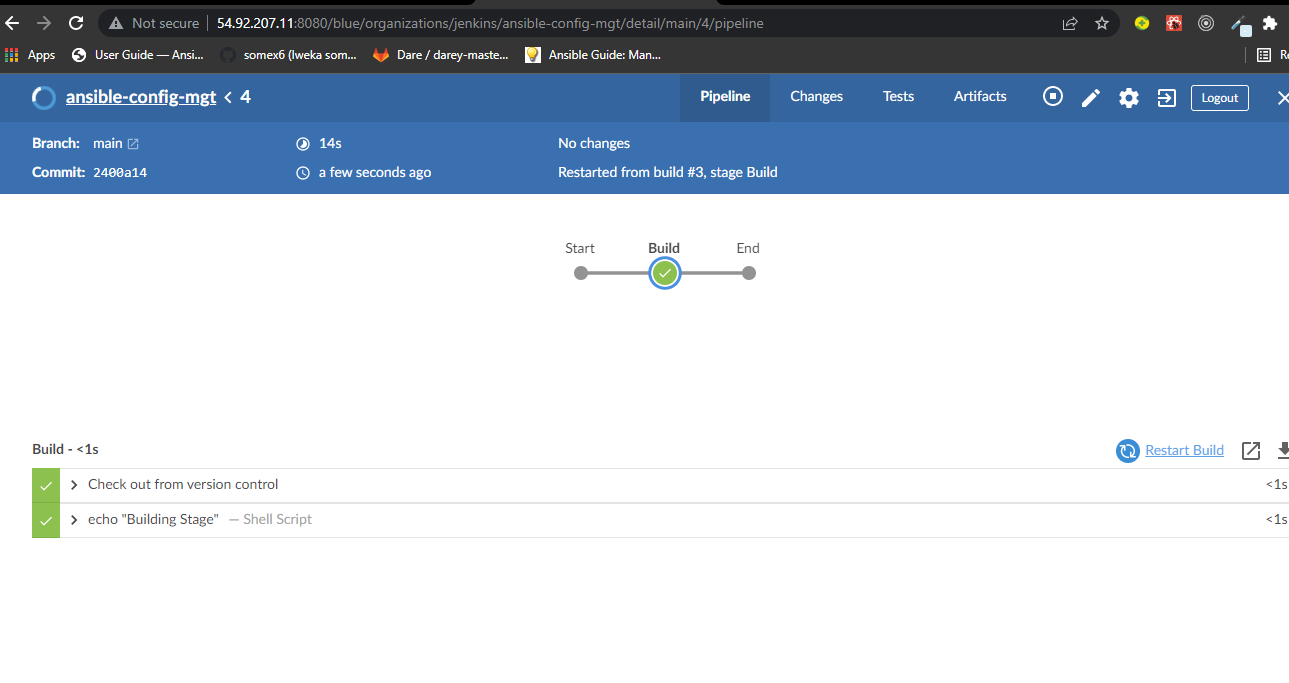 Not secure 54.92.207.11:8080/blue/organizations/jenkins/ansible-config-mgt/detail/main/4/pipeline
Apps User Guide — Ansi... somex6 (Iweka som... Dare / darey-maste... Ansible Guide: Man... Re
ansible-config-mgt < 4 Pipeline Changes Tests Artifacts Logout
Branch: main 14s No changes
Commit: 2400a14 a few seconds ago Restarted from build #3, stage Build
Start Build End
Build - <1s Restart Build
Check out from version control <1s
echo "Building Stage" — Shell Script <1s